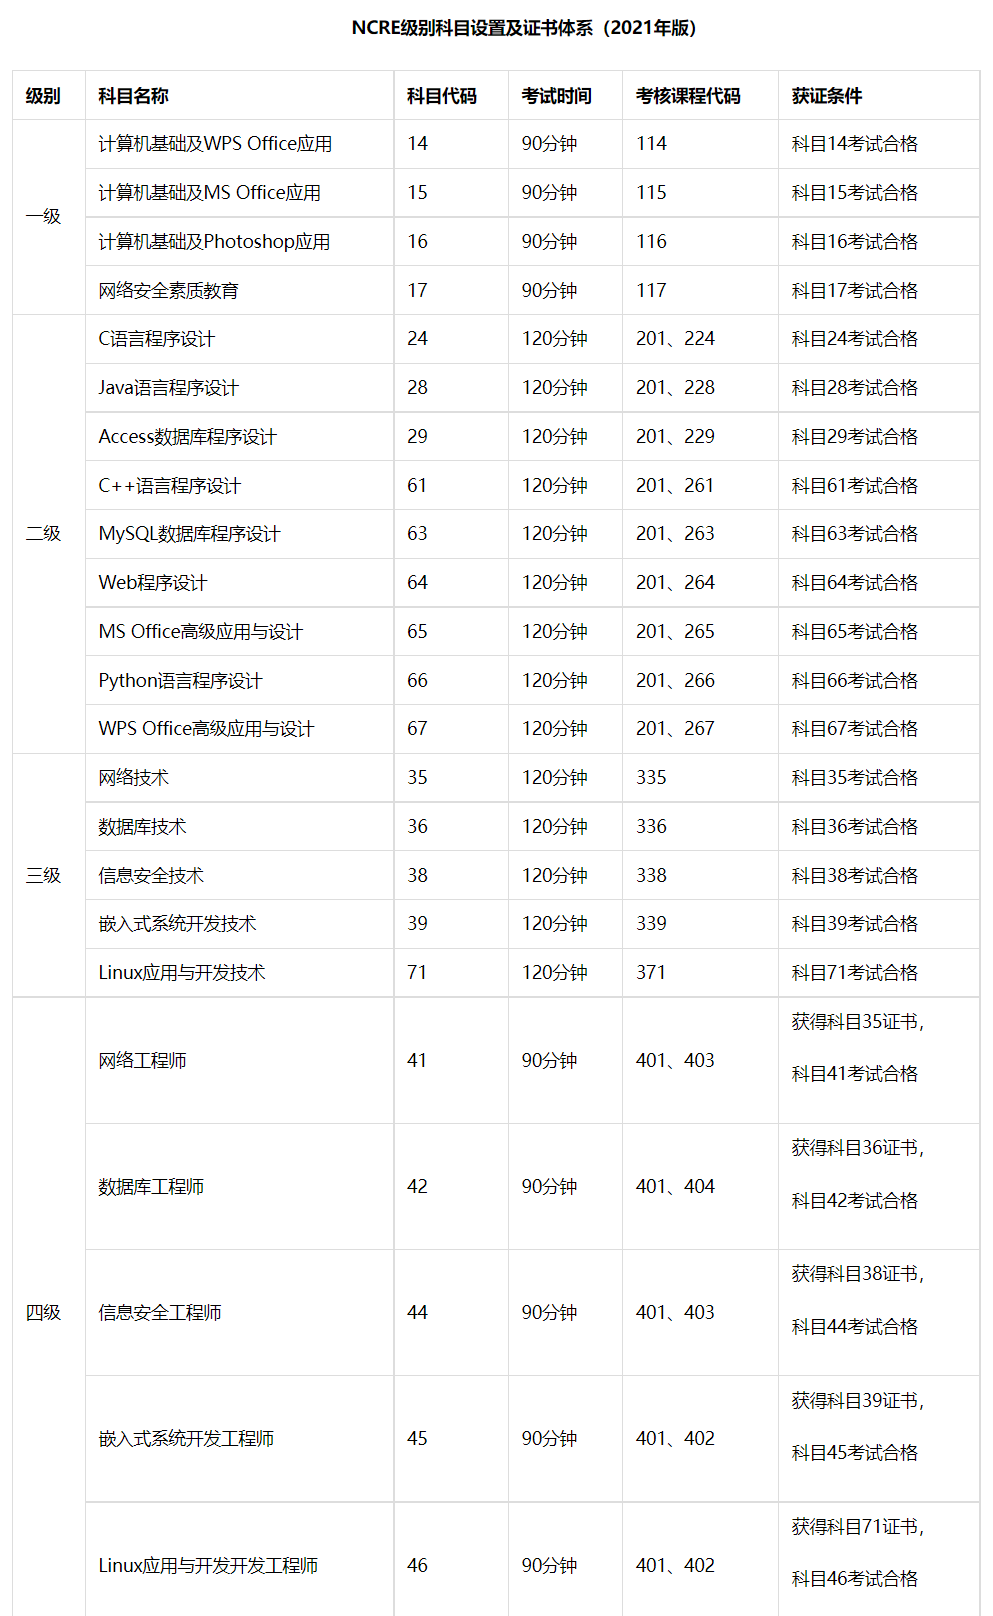 NCRE级别科目设置及证书体系（2021年版）
级别 科目名称 科目代码 考试时间 考核课程代码 获证条件
一级
计算机基础及WPS Office应用 14 90分钟 114 科目14考试合格
计算机基础及MS Office应用 15 90分钟 115 科目15考试合格
计算机基础及Photoshop应用 16 90分钟 116 科目16考试合格
网络安全素质教育 17 90分钟 117 科目17考试合格
二级
C语言程序设计 24 120分钟 201、224 科目24考试合格
Java语言程序设计 28 120分钟 201、228 科目28考试合格
Access数据库程序设计 29 120分钟 201、229 科目29考试合格
C++语言程序设计 61 120分钟 201、261 科目61考试合格
MySQL数据库程序设计 63 120分钟 201、263 科目63考试合格
Web程序设计 64 120分钟 201、264 科目64考试合格
MS Office高级应用与设计 65 120分钟 201、265 科目65考试合格
Python语言程序设计 66 120分钟 201、266 科目66考试合格
WPS Office高级应用与设计 67 120分钟 201、267 科目67考试合格
三级
网络技术 35 120分钟 335 科目35考试合格
数据库技术 36 120分钟 336 科目36考试合格
信息安全技术 38 120分钟 338 科目38考试合格
嵌入式系统开发技术 39 120分钟 339 科目39考试合格
Linux应用与开发技术 71 120分钟 371 科目71考试合格
四级
网络工程师 41 90分钟 401、403 获得科目35证书，
科目41考试合格
数据库工程师 42 90分钟 401、404 获得科目36证书，
科目42考试合格
信息安全工程师 44 90分钟 401、403 获得科目38证书，
科目44考试合格
嵌入式系统开发工程师 45 90分钟 401、402 获得科目39证书，
科目45考试合格
Linux应用与开发开发工程师 46 90分钟 401、402 获得科目71证书，
科目46考试合格